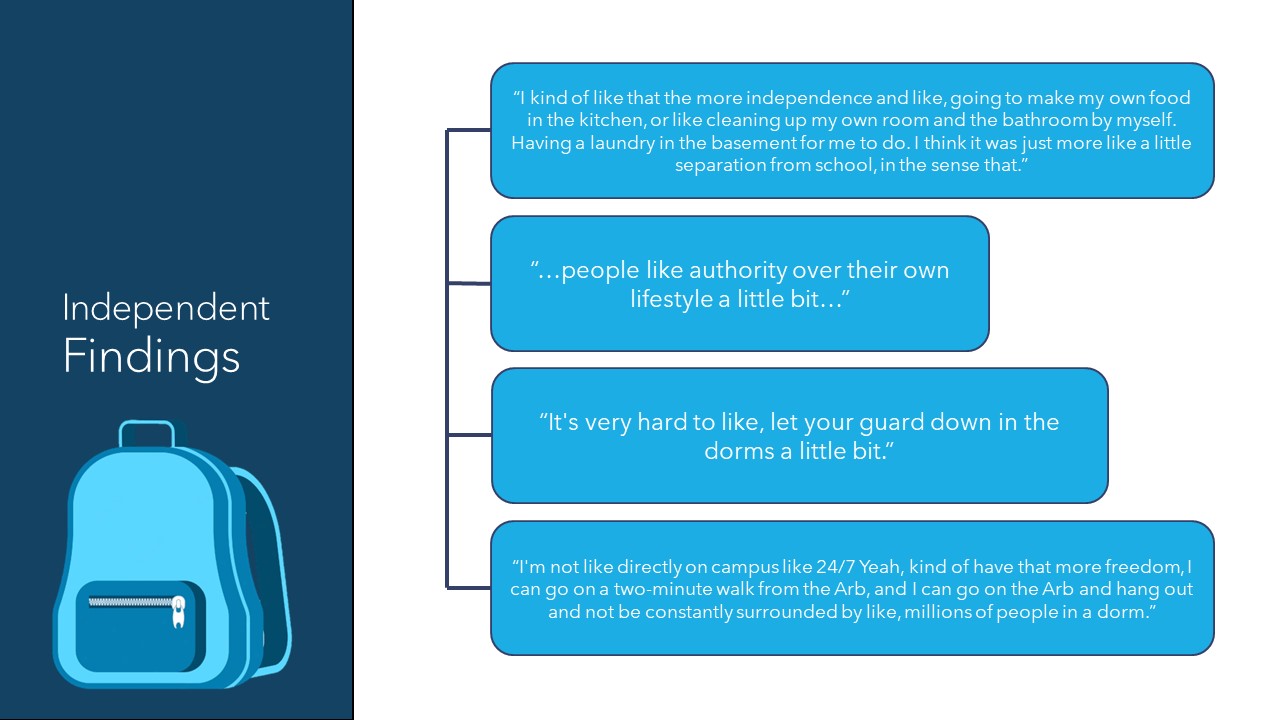 Independent
Findings
“I kind of like that the more independence and like, going to make my own food
in the kitchen, or like cleaning up my own room and the bathroom by myself.
Having a laundry in the basement for me to do. I think it was just more like a little
separation from school, in the sense that.”
“…people like authority over their own
lifestyle a little bit…”
“It's very hard to like, let your guard down in the
dorms a little bit.”
“I'm not like directly on campus like 24/7 Yeah, kind of have that more freedom, I
can go on a two-minute walk from the Arb, and I can go on the Arb and hang out
and not be constantly surrounded by like, millions of people in a dorm.”